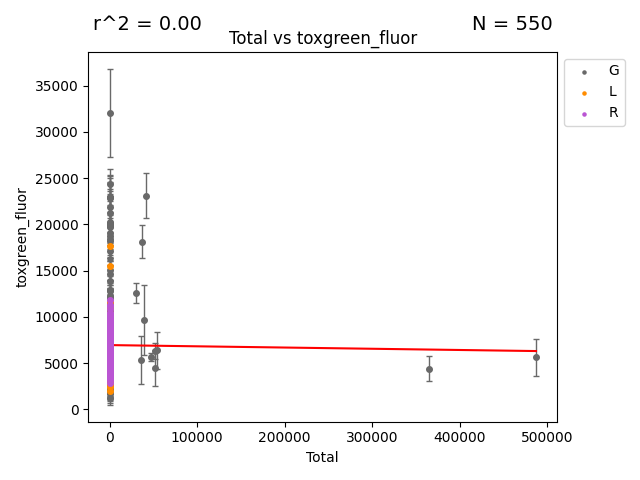 r^2 = 0.00
N = 550
Total vs toxgreen_fluor
35000
30000
25000
20000
15000
10000
5000
0
toxgreen_fluor
0
100000
200000
300000
400000
500000
Total
G
L
R